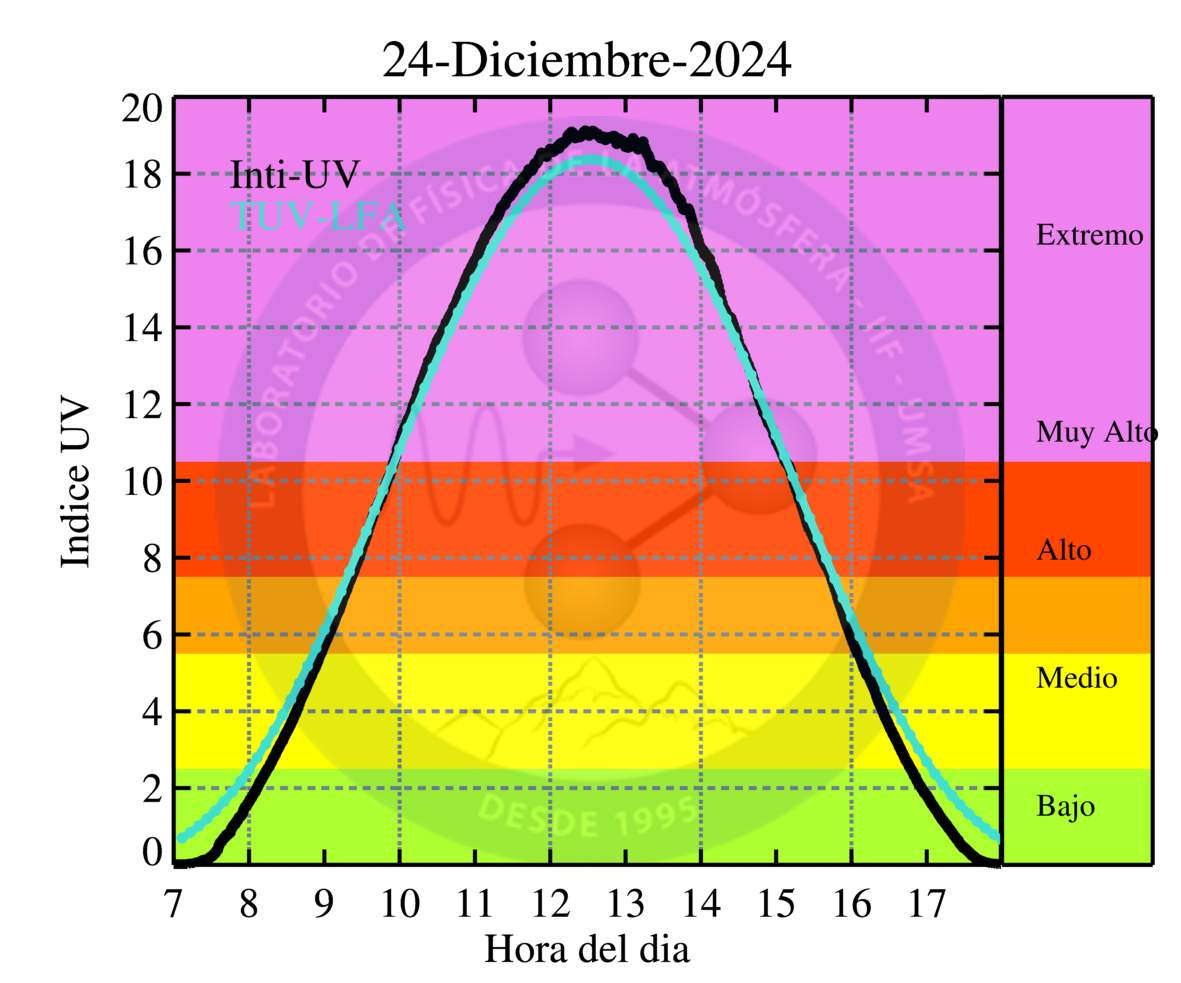 24-Diciembre-2024
Indice UV
20
18
16
14
12
10
8
6
4
2
0
Inti-UV
TUV-LFA
LABORATORIO DE FÍSICA DE LA ATMÓSFERA - IIF - UMSA
DESDE 1995
Extremo
Muy Alto
Alto
Medio
Bajo
7 8 9 10 11 12 13 14 15 16 17
Hora del dia